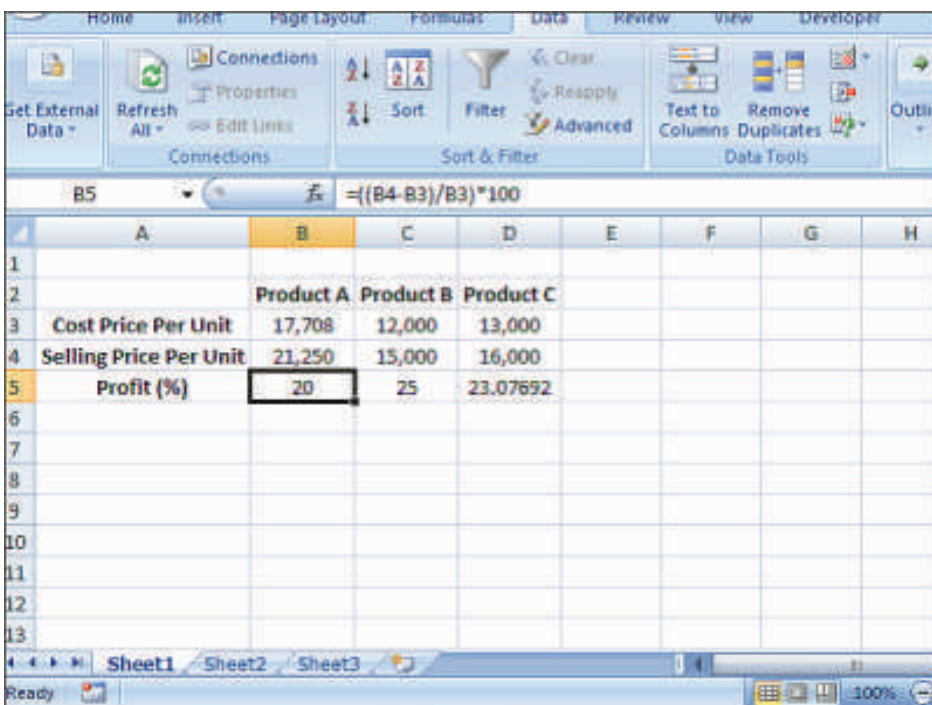 Home Insert Page Layout Formulas Data Review View Developer
Connections
Properties
Edit Links
Get External Data
Refresh All
Sort
Filter
Clear
Reapply
Advanced
Text to Columns
Remove Duplicates
Connections Sort & Filter Data Tools
B5 fx =((B4-B3)/B3)*100
A B C D E F G H
1
2 Product A Product B Product C
3 Cost Price Per Unit 17,708 12,000 13,000
4 Selling Price Per Unit 21,250 15,000 16,000
5 Profit (%) 20 25 23.07692
6
7
8
9
10
11
12
13
Sheet1 Sheet2 Sheet3
Ready 100%